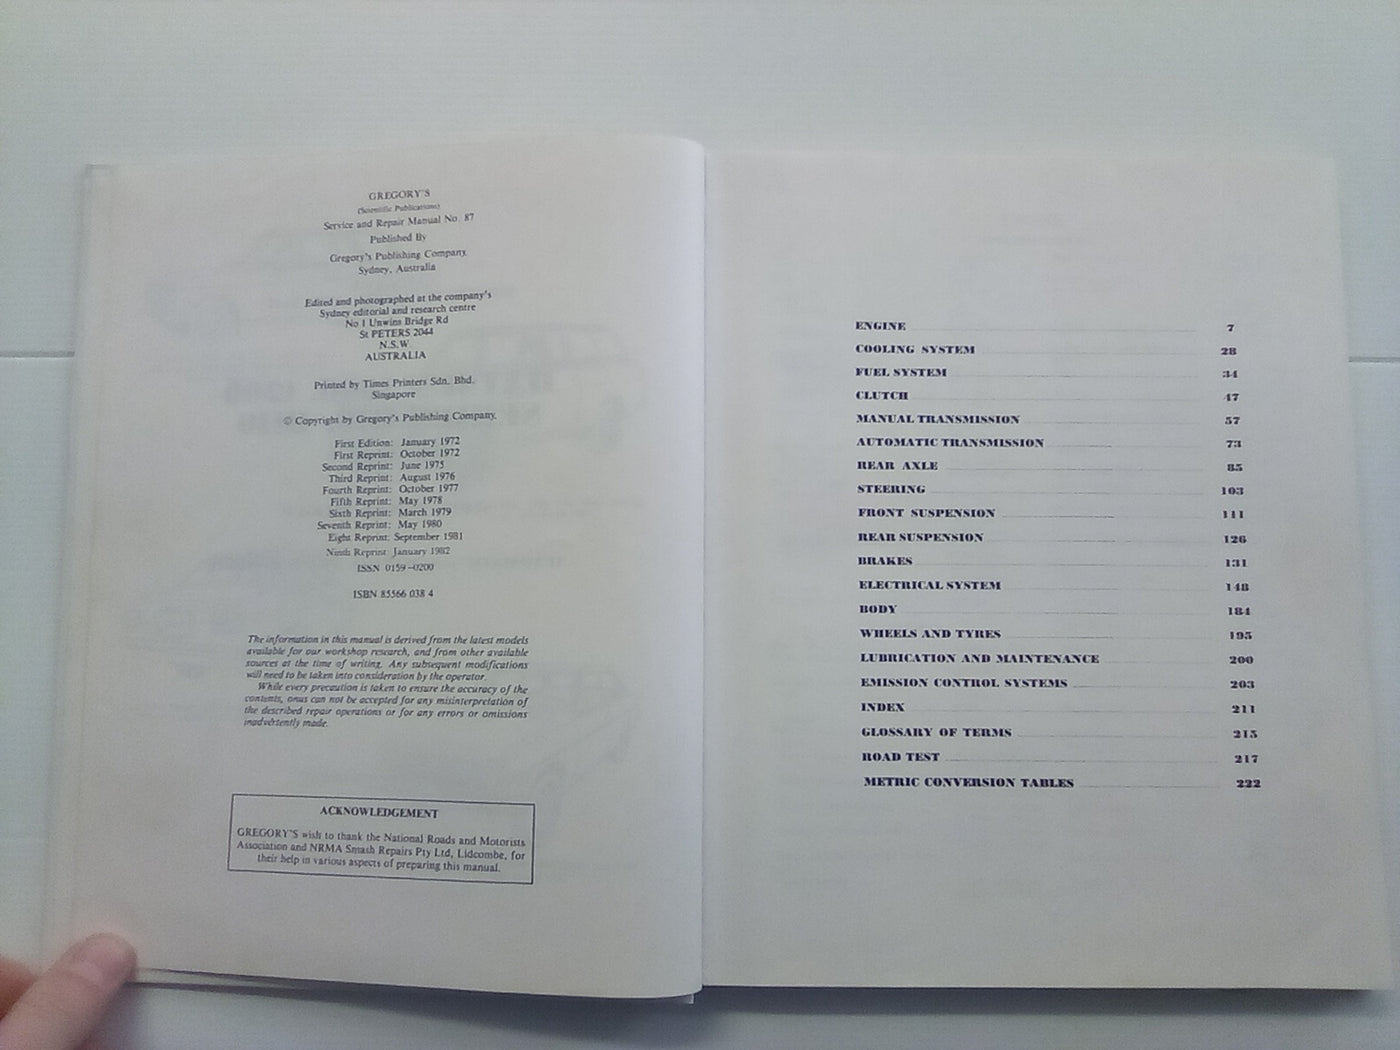 GREGORY'S
(Scientific Publications)
Service and Repair Manual No. 87
Published By
Gregory's Publishing Company
Sydney, Australia
Edited and photographed at the company's
Sydney editorial and research centre
No 1 Unwins Bridge Rd
St PETERS 2044
N.S.W.
AUSTRALIA
Printed by Times Printers Sdn. Bhd.
Singapore
© Copyright by Gregory's Publishing Company.
First Edition: January 1972
First Reprint: October 1972
Second Reprint: June 1975
Third Reprint: August 1976
Fourth Reprint: October 1977
Fifth Reprint: May 1978
Sixth Reprint: March 1979
Seventh Reprint: May 1980
Eight Reprint: September 1981
Ninth Reprint: January 1982
ISSN 0159-0200
ISBN 85566 038 4
The information in this manual is derived from the latest models
available for our workshop research, and from other available
sources at the time of writing. Any subsequent modifications
will need to be taken into consideration by the operator.
While every precaution is taken to ensure the accuracy of the
contents, onus can not be accepted for any misinterpretation of
the described repair operations or for any errors or omissions
inadvertently made.
ACKNOWLEDGEMENT
GREGORY'S wish to thank the National Roads and Motorists
Association and NRMA Smash Repairs Pty Ltd, Lidcombe, for
their help in various aspects of preparing this manual.
ENGINE 7
COOLING SYSTEM 28
FUEL SYSTEM 34
CLUTCH 47
MANUAL TRANSMISSION 57
AUTOMATIC TRANSMISSION 73
REAR AXLE 85
STEERING 103
FRONT SUSPENSION 111
REAR SUSPENSION 126
BRAKES 131
ELECTRICAL SYSTEM 148
BODY 184
WHEELS AND TYRES 195
LUBRICATION AND MAINTENANCE 200
EMISSION CONTROL SYSTEMS 203
INDEX 211
GLOSSARY OF TERMS 215
ROAD TEST 217
METRIC CONVERSION TABLES 222